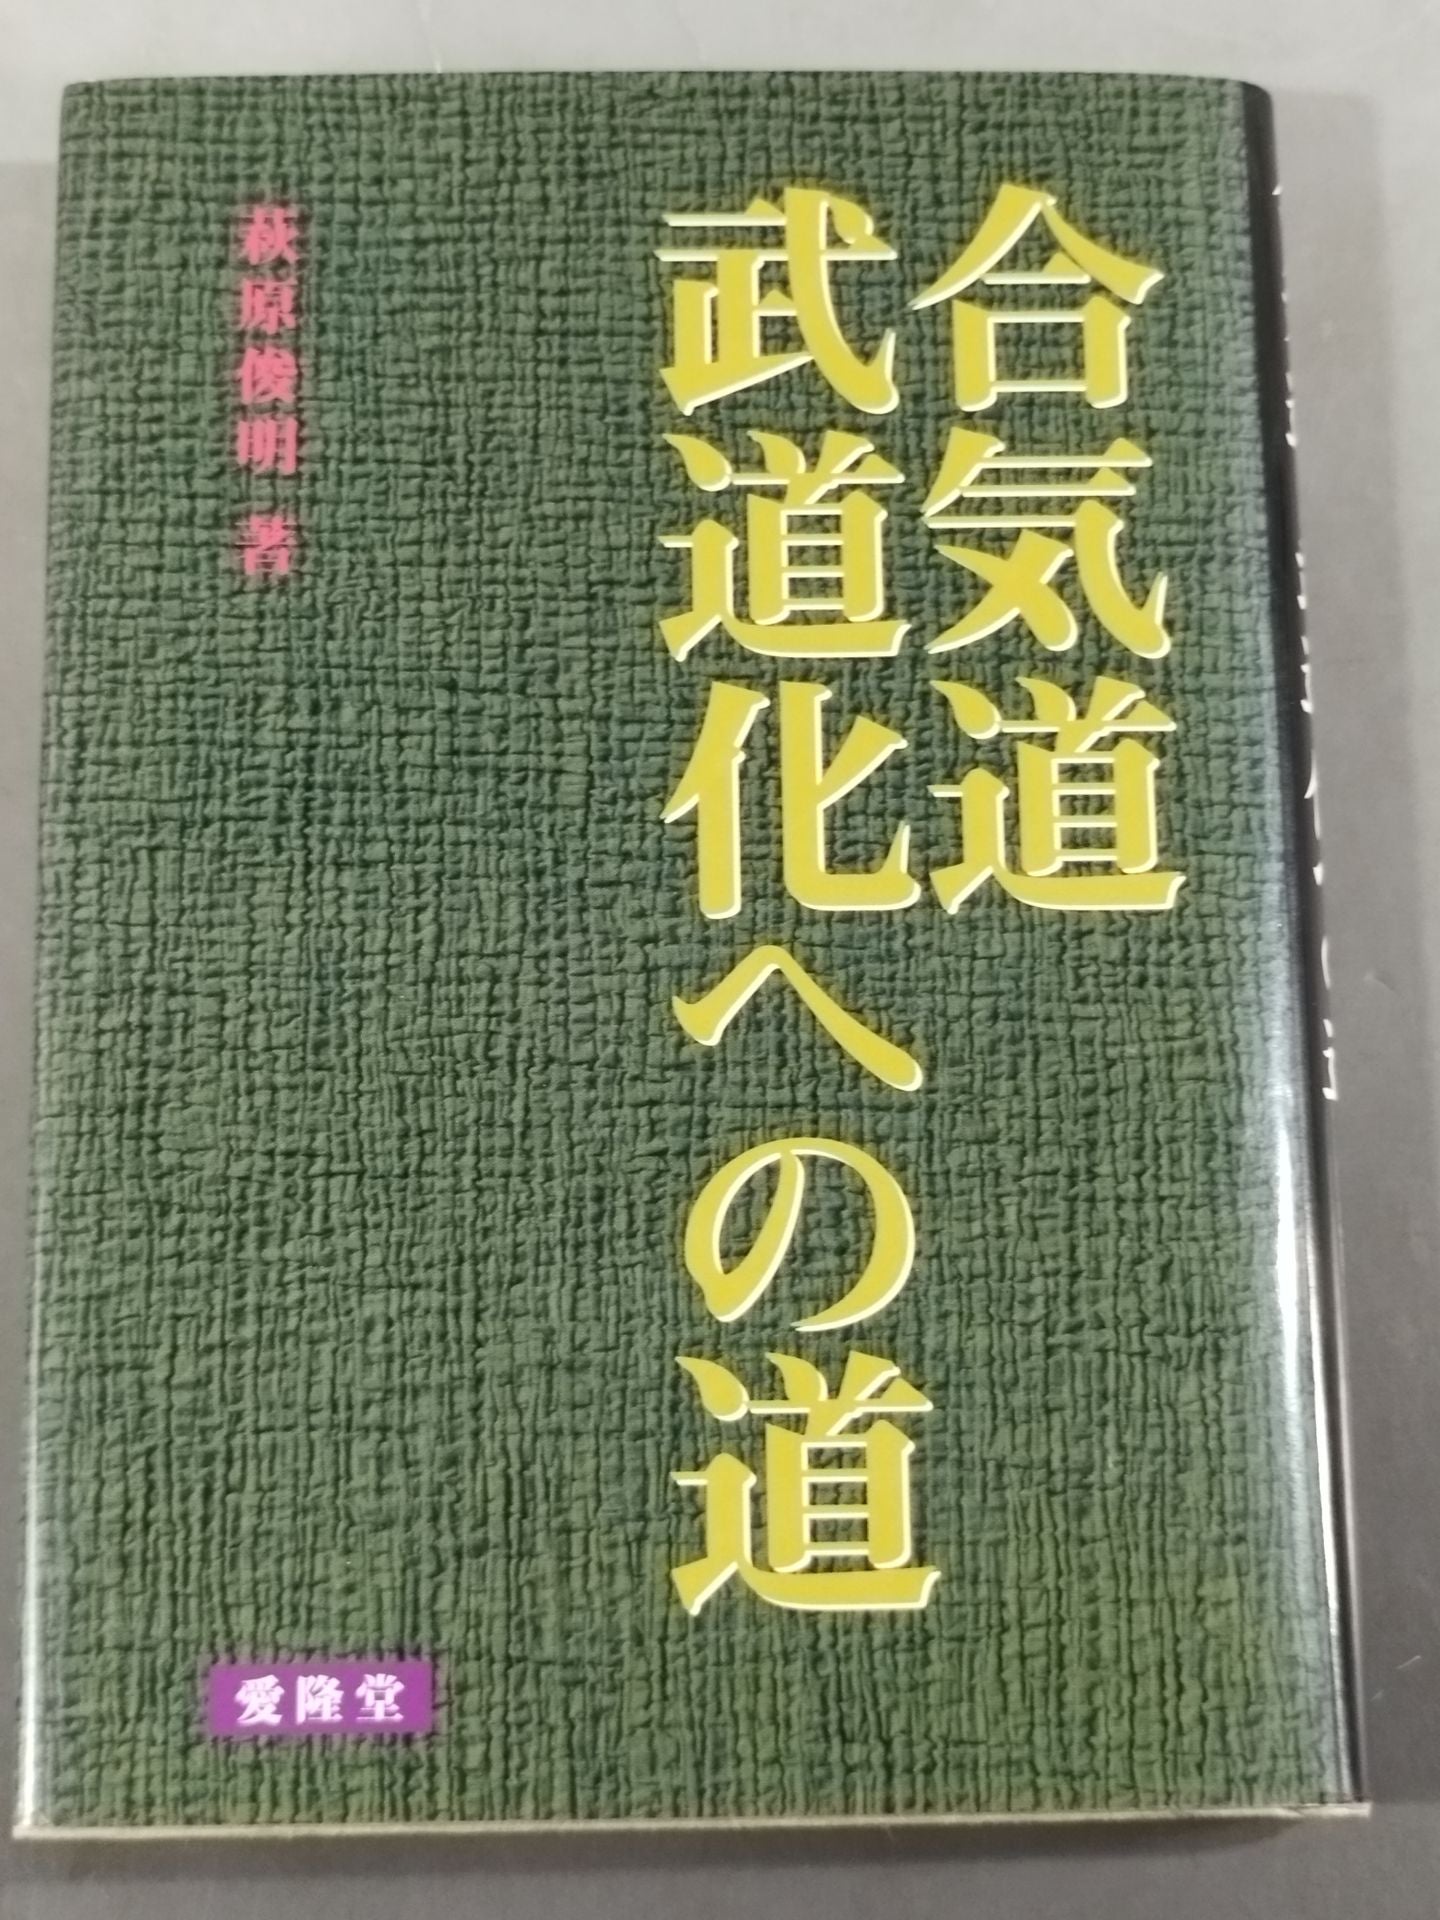 合気道
武道化への道
萩原俊明 著
愛隆堂